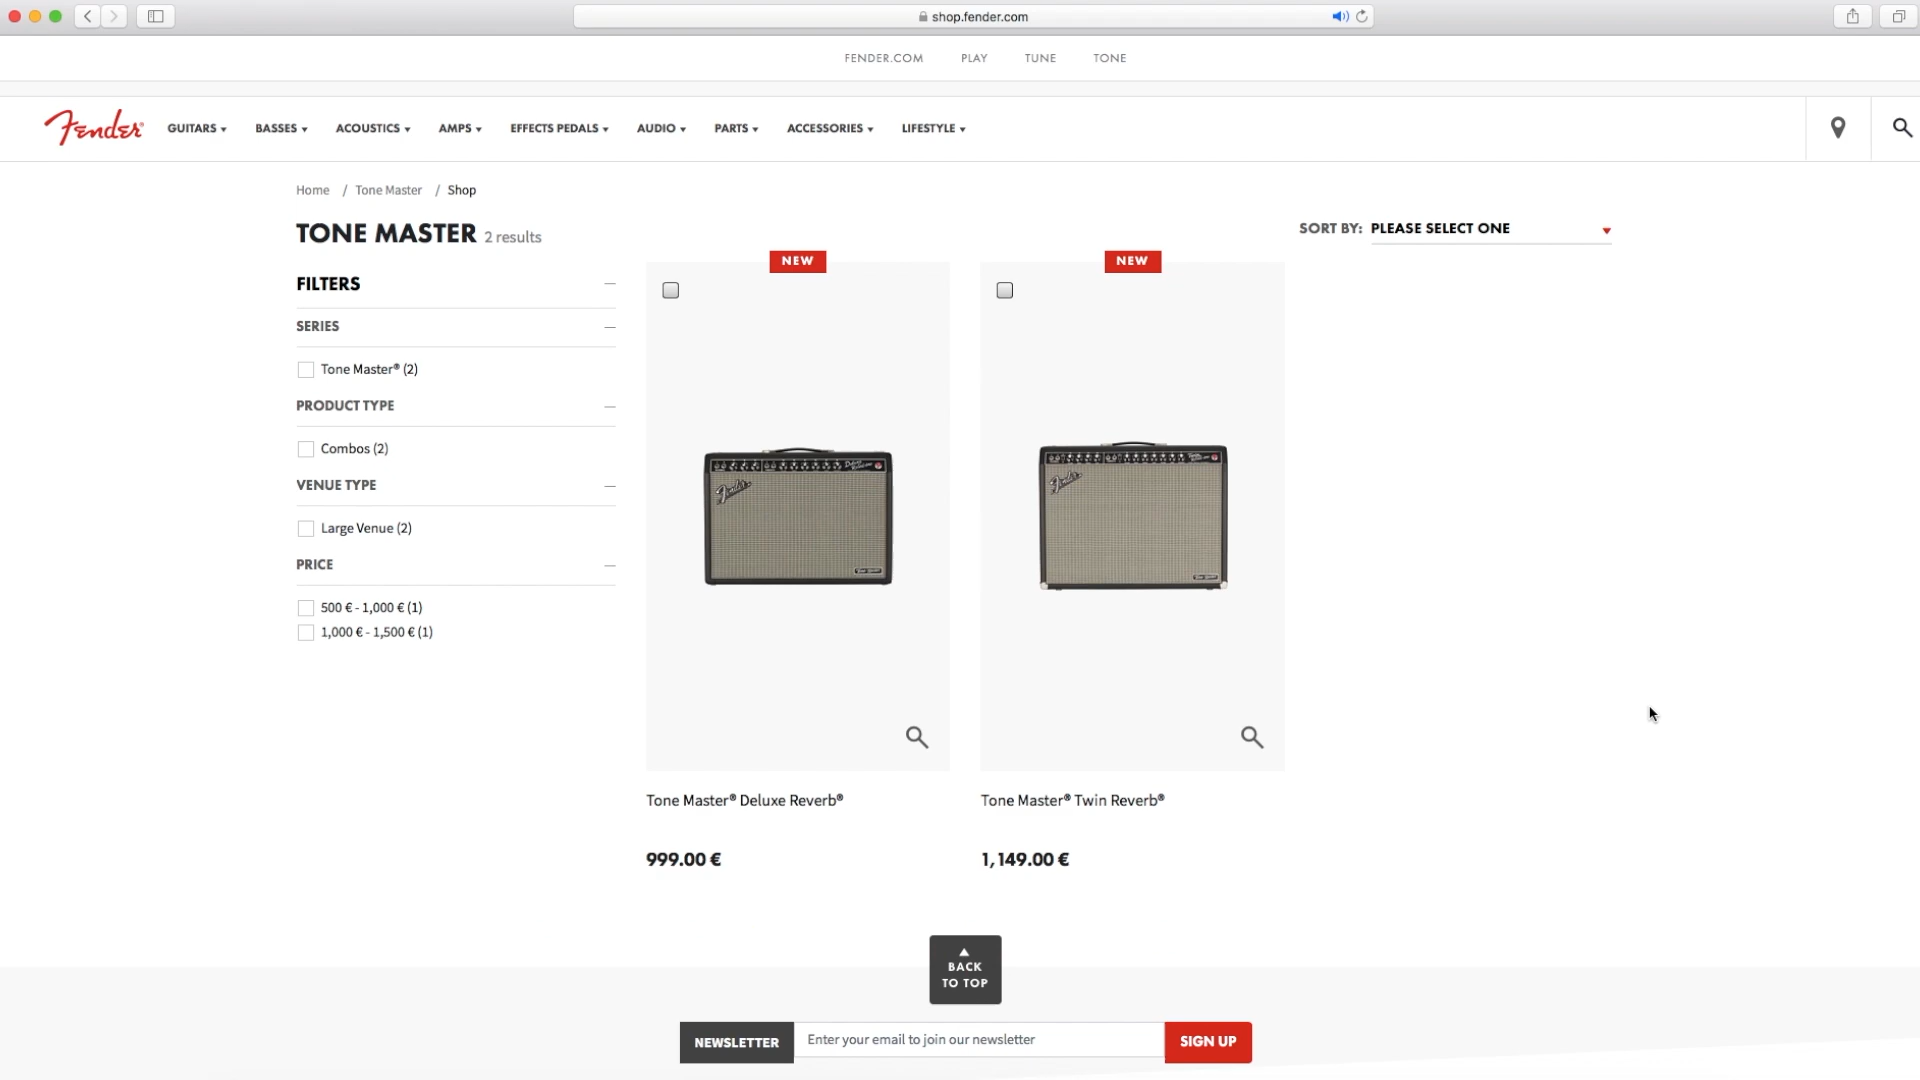 shop.fender.com
FENDER.COM PLAY TUNE TONE
Fender® GUITARS BASSES ACOUSTICS AMPS EFFECTS PEDALS AUDIO PARTS ACCESSORIES LIFESTYLE
Home / Tone Master / Shop
TONE MASTER 2 results
SORT BY: PLEASE SELECT ONE
FILTERS
SERIES
Tone Master® (2)
PRODUCT TYPE
Combos (2)
VENUE TYPE
Large Venue (2)
PRICE
500 € - 1,000 € (1)
1,000 € - 1,500 € (1)
NEW
Fender
Tone Master® Deluxe Reverb®
999.00 €
NEW
Fender
Tone Master® Twin Reverb®
1,149.00 €
BACK
TO TOP
NEWSLETTER Enter your email to join our newsletter SIGN UP